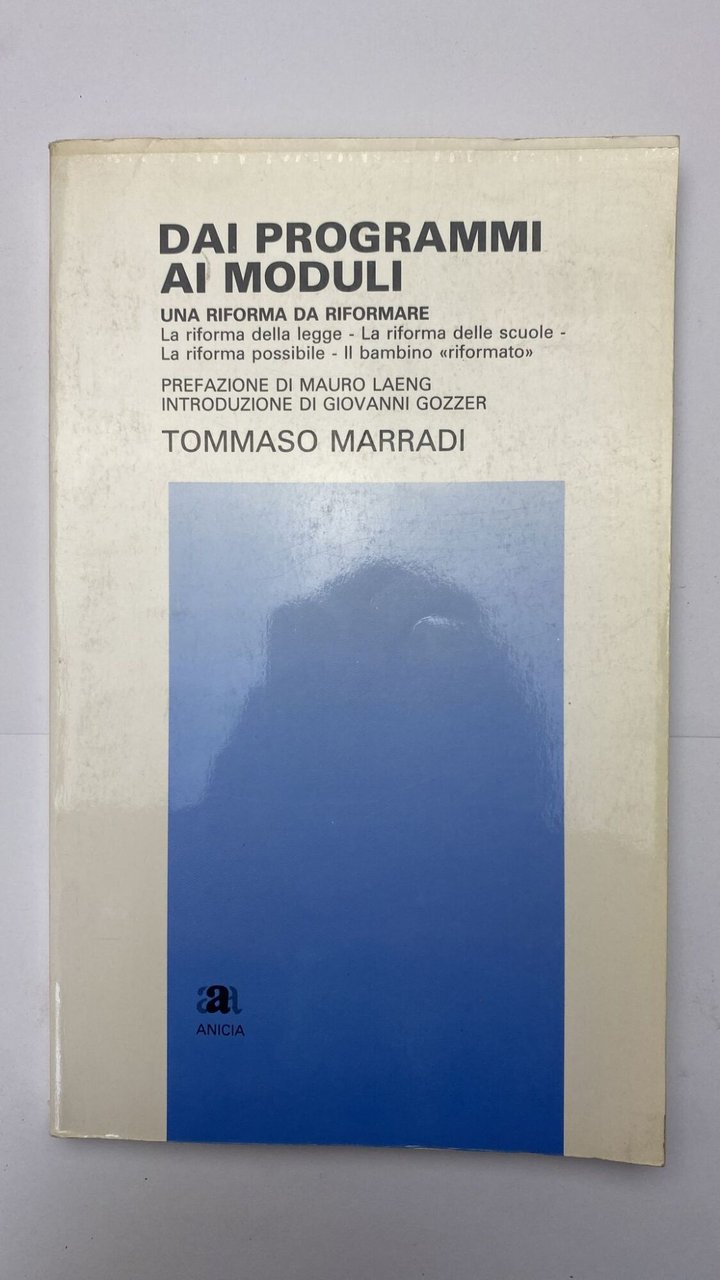 DAI PROGRAMMI
AI MODULI
UNA RIFORMA DA RIFORMARE
La riforma della legge - La riforma delle scuole -
La riforma possibile - Il bambino «riformato»
PREFAZIONE DI MAURO LAENG
INTRODUZIONE DI GIOVANNI GOZZER
TOMMASO MARRADI
aaa
ANICIA